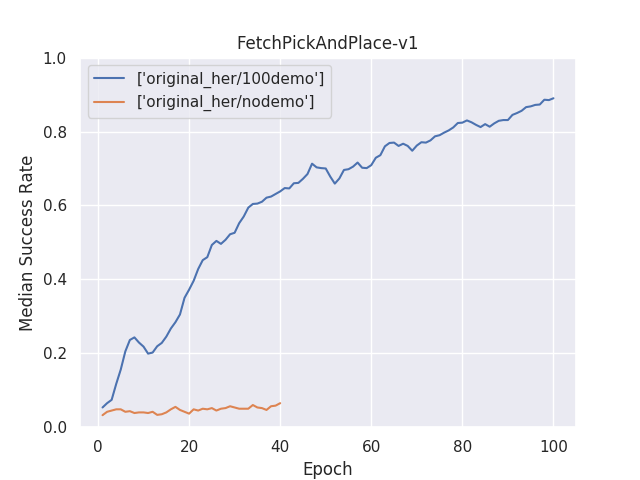 FetchPickAndPlace-v1
['original_her/100demo']
['original_her/nodemo']
Median Success Rate
1.0
0.8
0.6
0.4
0.2
0.0
0 20 40 60 80 100
Epoch